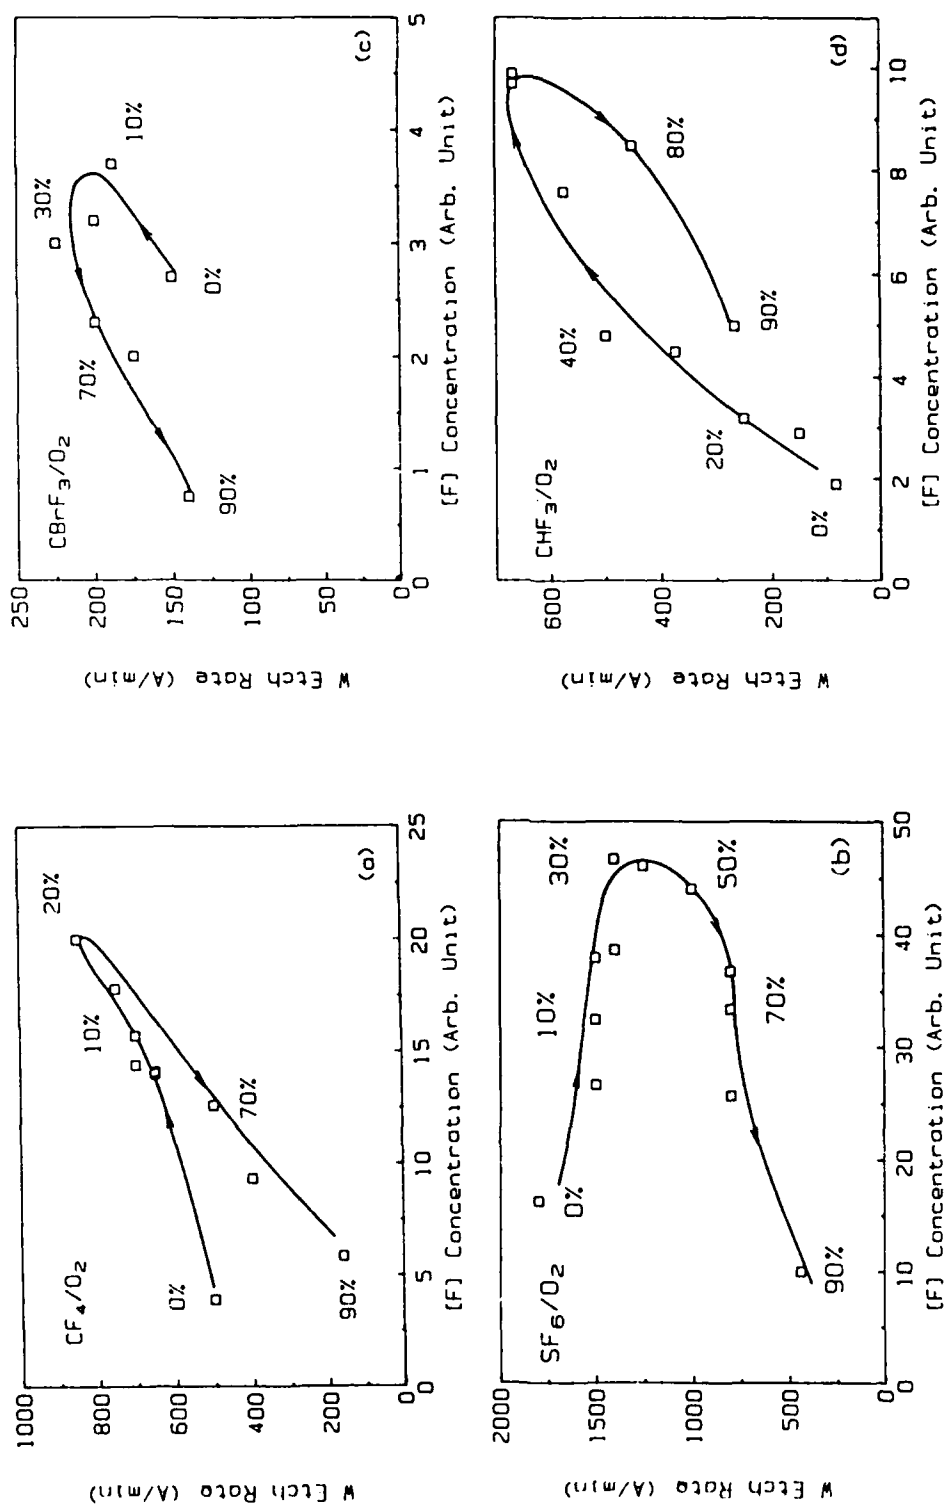 CF₄/O₂
(a)
1000
800
600
400
200
0
W Etch Rate (A/min)
0%
10%
20%
70%
90%
0 5 10 15 20 25
[F] Concentration (Arb. Unit)
CBrF₃/O₂
(c)
250
200
150
100
50
0
W Etch Rate (A/min)
30%
10%
70%
0%
90%
0 1 2 3 4 5
[F] Concentration (Arb. Unit)
SF₆/O₂
(b)
2000
1500
1000
500
0
W Etch Rate (A/min)
0%
10%
30%
50%
70%
90%
0 10 20 30 40 50
[F] Concentration (Arb. Unit)
CHF₃/O₂
(d)
600
400
200
0
W Etch Rate (A/min)
40%
20%
80%
90%
0%
0 2 4 6 8 10
[F] Concentration (Arb. Unit)